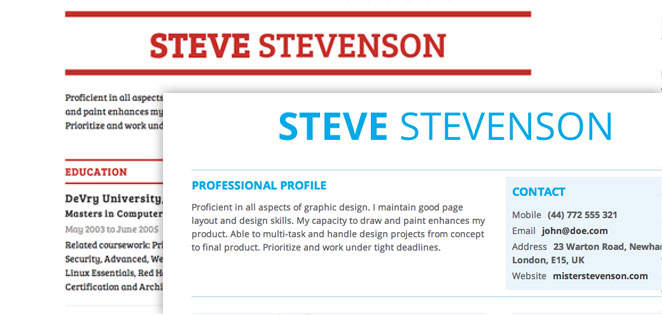 STEVE STEVENSON
Proficient in all aspects
and paint enhances my
Prioritize and work und
EDUCATION
DeVry University,
Masters in Computer
May 2003 to June 2005
Related coursework: Pri
Security, Advanced, We
Linux Essentials, Red H
Certification and Archi
STEVE STEVENSON
PROFESSIONAL PROFILE
Proficient in all aspects of graphic design. I maintain good page
layout and design skills. My capacity to draw and paint enhances my
product. Able to multi-task and handle design projects from concept
to final product. Prioritize and work under tight deadlines.
CONTACT
Mobile (44) 772 555 321
Email john@doe.com
Address 23 Warton Road, Newhar
London, E15, UK
Website misterstevenson.com